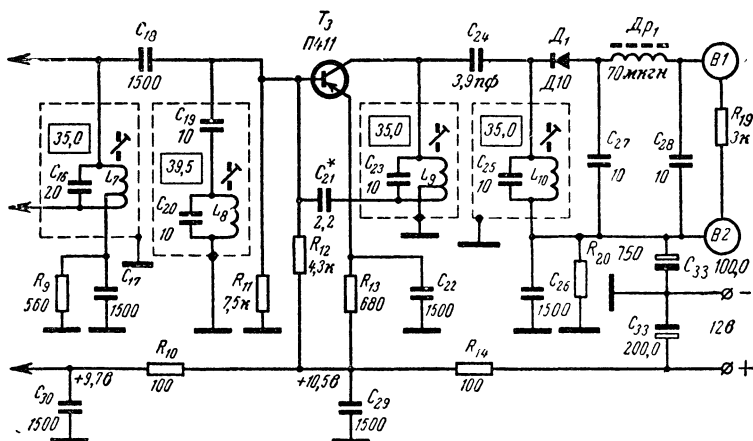 C18
1500
T3
П411
C24
3,9пф
Д1
Д10
Др1
70мкгн
В1
R19
3к
35,0
C16
20
L7
C19
10
39,5
C20
10
L8
C21*
2,2
35,0
C23
10
L9
35,0
C25
10
L10
C27
10
C28
10
В2
R9
560
C17
1500
R11
7,5к
R12
4,3к
R13
680
C22
1500
C26
1500
R20
750
C33
100,0
-
C33
200,0
12в
+
+9,7в
R10
100
+10,5в
R14
100
C30
1500
C29
1500